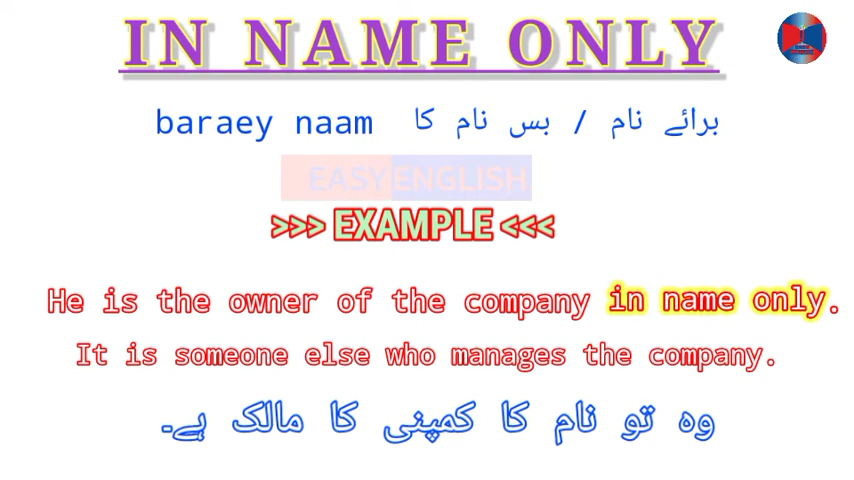 IN NAME ONLY
baraey naam برائے نام / بس نام کا
EASY ENGLISH
>>> EXAMPLE <<<
He is the owner of the company in name only.
It is someone else who manages the company.
وہ تو نام کا کمپنی کا مالک ہے۔